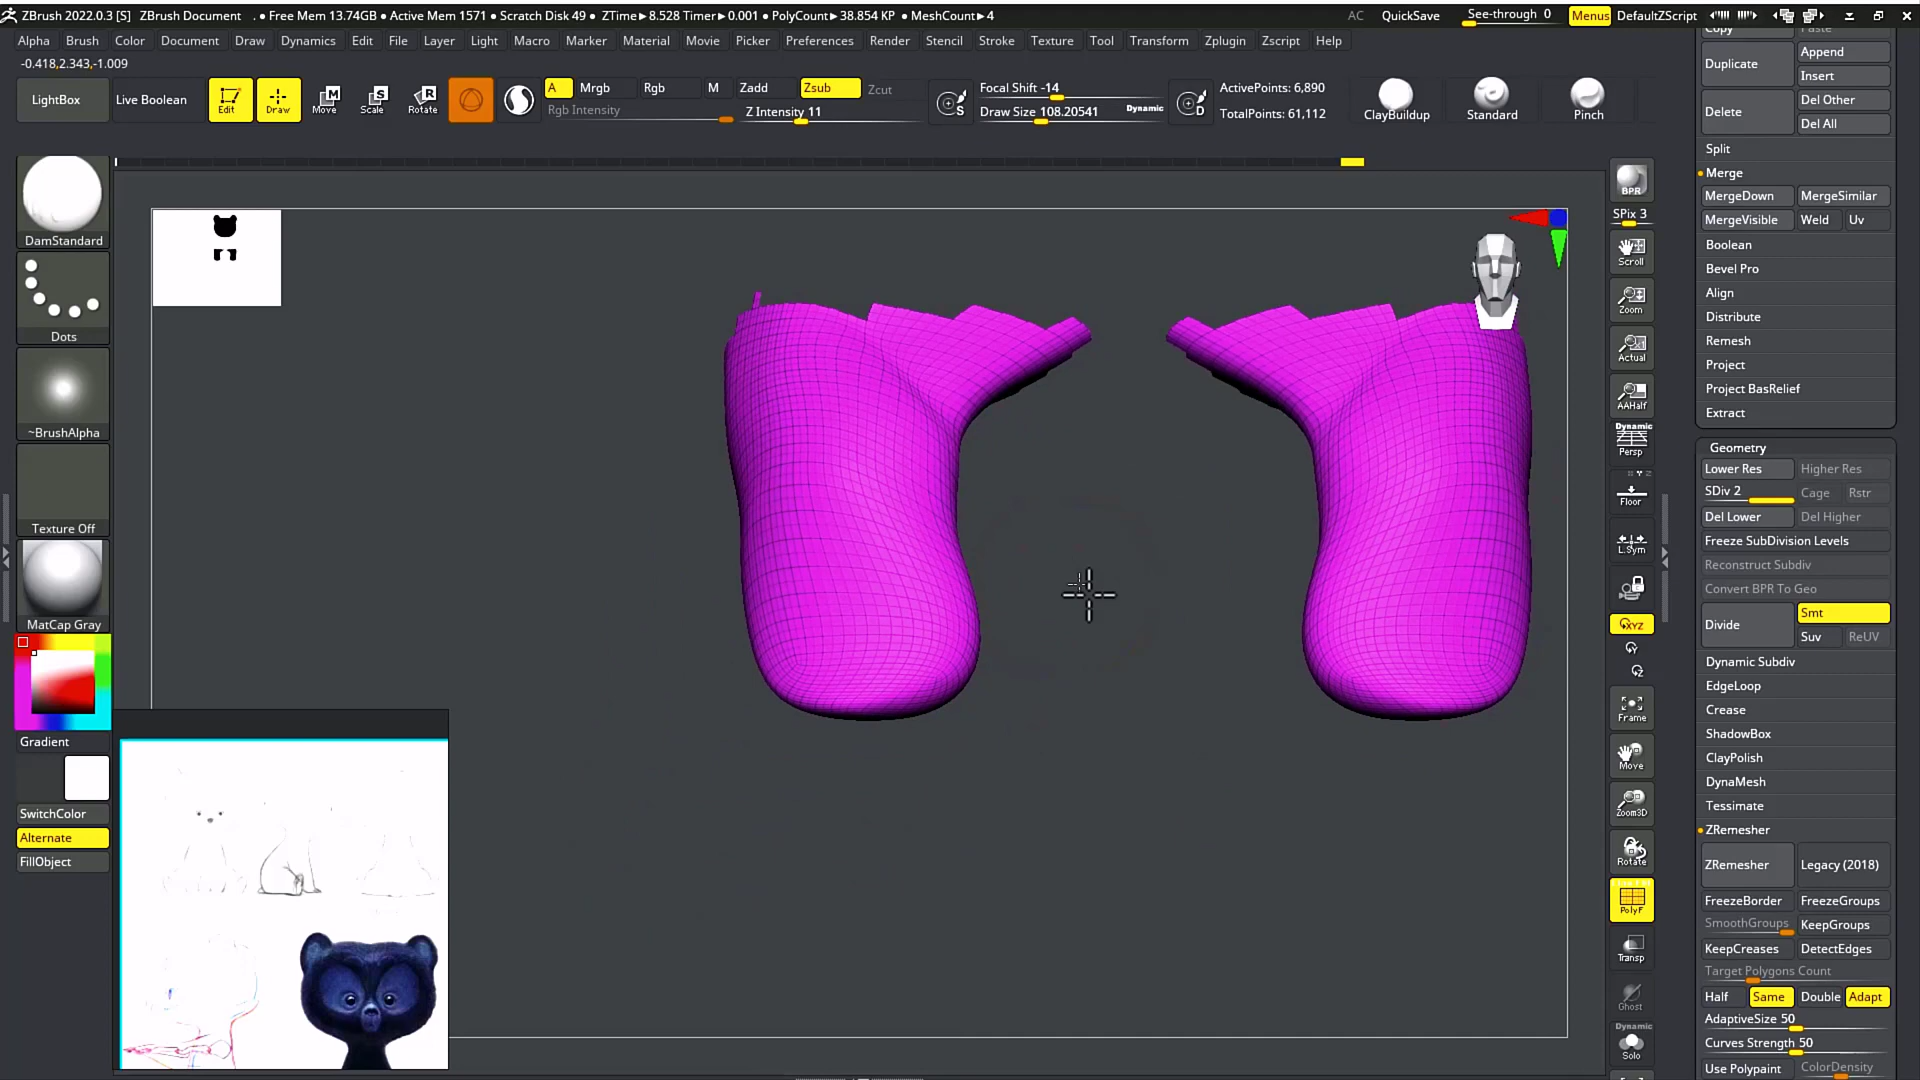 ZBrush 2022.0.3 [S] ZBrush Document . ● Free Mem 13.74GB ● Active Mem 1571 ● Scratch Disk 49 ● ZTime►8.528 Timer►0.001 ● PolyCount►38.854 KP ● MeshCount►4 AC QuickSave See-through 0 Menus DefaultZScript
Alpha Brush Color Document Draw Dynamics Edit File Layer Light Macro Marker Material Movie Picker Preferences Render Stencil Stroke Texture Tool Transform Zplugin Zscript Help
-0.418,2.343,-1.009
LightBox Live Boolean Edit Draw Move Scale Rotate
A Mrgb Rgb M Zadd Zsub Zcut
Rgb Intensity Z Intensity 11
S Focal Shift -14
Draw Size 108.20541 Dynamic D
ActivePoints: 6,890
TotalPoints: 61,112
ClayBuildup Standard Pinch
DamStandard
Dots
~BrushAlpha
Texture Off
MatCap Gray
Gradient
SwitchColor
Alternate
FillObject
BPR
SPix 3
Scroll
Zoom
Actual
AAHalf
Dynamic
Persp
Floor
L.Sym
XYZ
Frame
Move
Zoom3D
Rotate
PolyF
Transp
Ghost
Dynamic
Solo
Copy Paste
Append
Duplicate
Insert
Del Other
Delete
Del All
Split
Merge
MergeDown MergeSimilar
MergeVisible Weld Uv
Boolean
Bevel Pro
Align
Distribute
Remesh
Project
Project BasRelief
Extract
Geometry
Lower Res Higher Res
SDiv 2 Cage Rstr
Del Lower Del Higher
Freeze SubDivision Levels
Reconstruct Subdiv
Convert BPR To Geo
Divide Smt
Suv ReUV
Dynamic Subdiv
EdgeLoop
Crease
ShadowBox
ClayPolish
DynaMesh
Tessimate
ZRemesher
ZRemesher Legacy (2018)
FreezeBorder FreezeGroups
SmoothGroups KeepGroups
KeepCreases DetectEdges
Target Polygons Count
Half Same Double Adapt
AdaptiveSize 50
Curves Strength 50
Use Polypaint ColorDensity